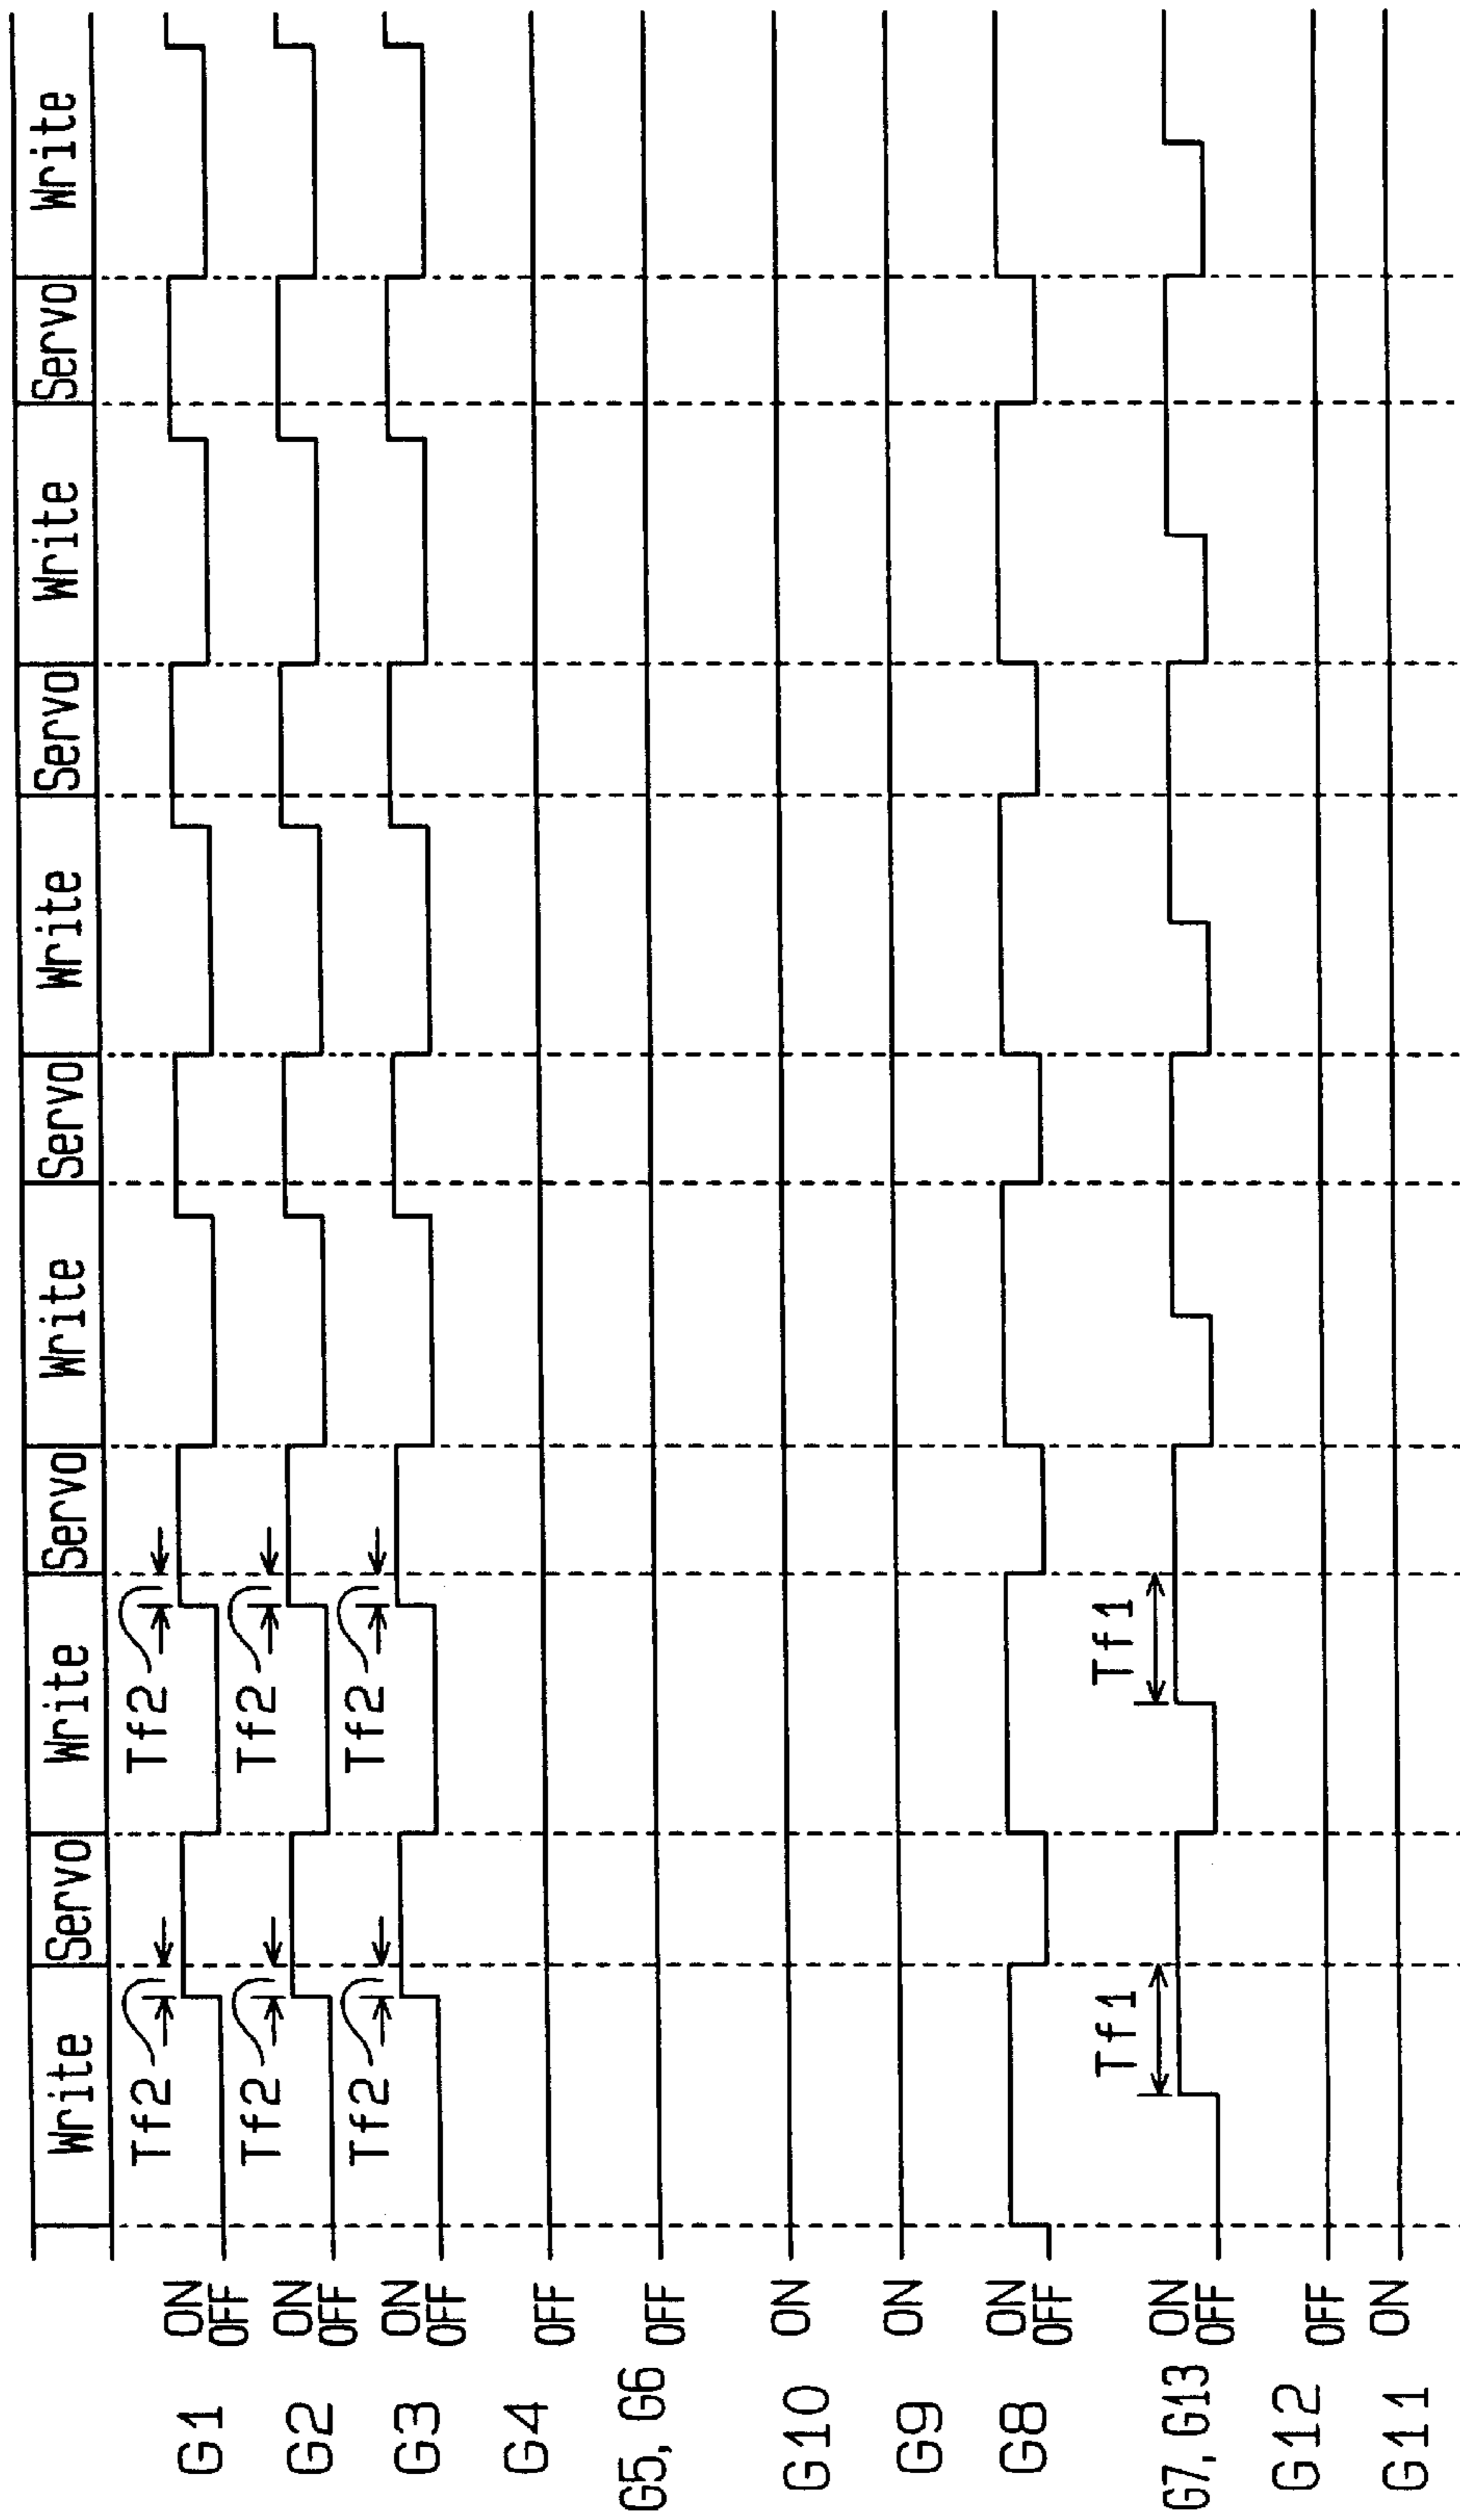 Write Servo Write Servo Write Servo Write Servo Write Servo Write
G1 ON
OFF
Tf2 Tf2
G2 ON
OFF
Tf2 Tf2
G3 ON
OFF
Tf2 Tf2
G4 OFF
G5, G6 OFF
G10 ON
G9 ON
G8 ON
OFF
Tf1 Tf1
G7, G13 ON
OFF
G12 OFF
G11 ON